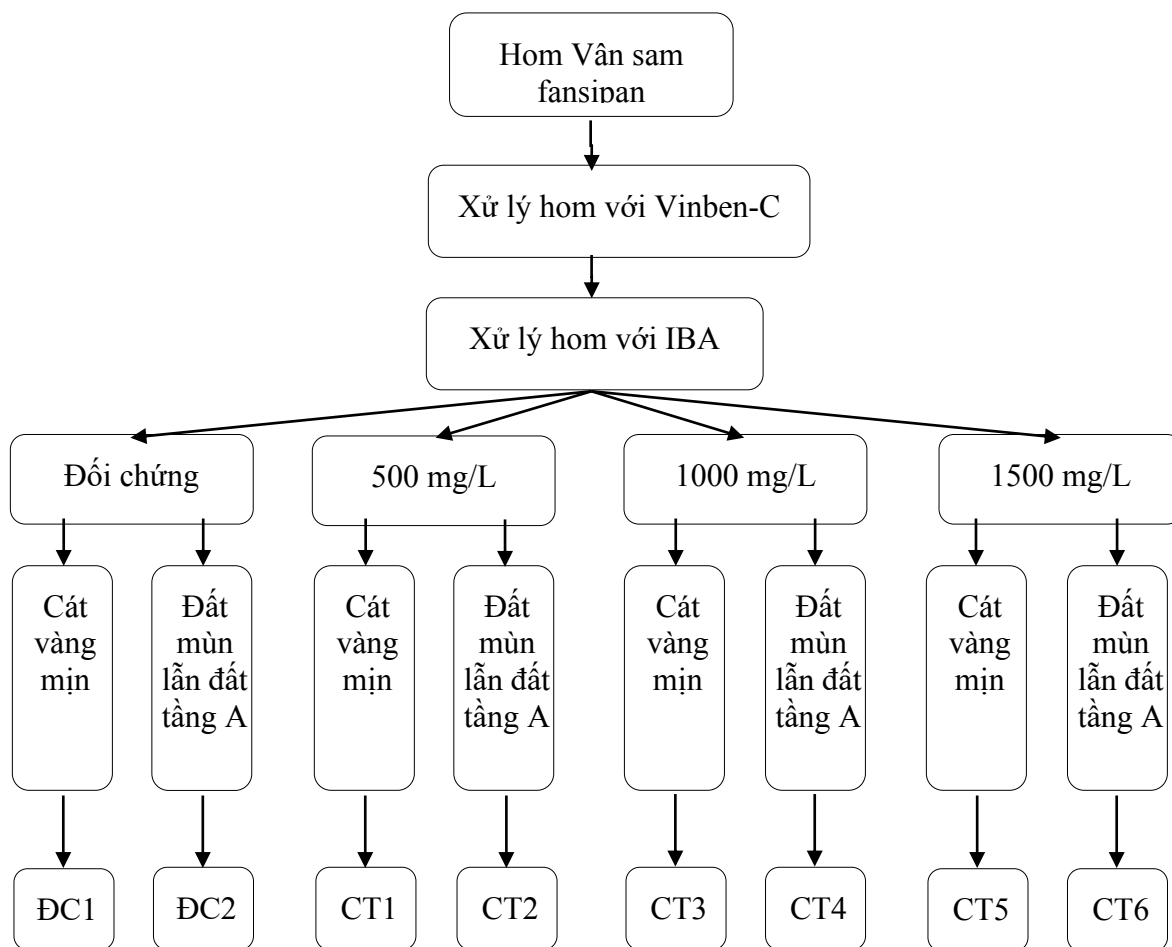 Hom Vân sam
fansipan
Xử lý hom với Vinben-C
Xử lý hom với IBA
Đối chứng
500 mg/L
1000 mg/L
1500 mg/L
Cát
vàng
mịn
Đất
mùn
lẫn đất
tầng A
Cát
vàng
mịn
Đất
mùn
lẫn đất
tầng A
Cát
vàng
mịn
Đất
mùn
lẫn đất
tầng A
Cát
vàng
mịn
Đất
mùn
lẫn đất
tầng A
ĐC1
ĐC2
CT1
CT2
CT3
CT4
CT5
CT6